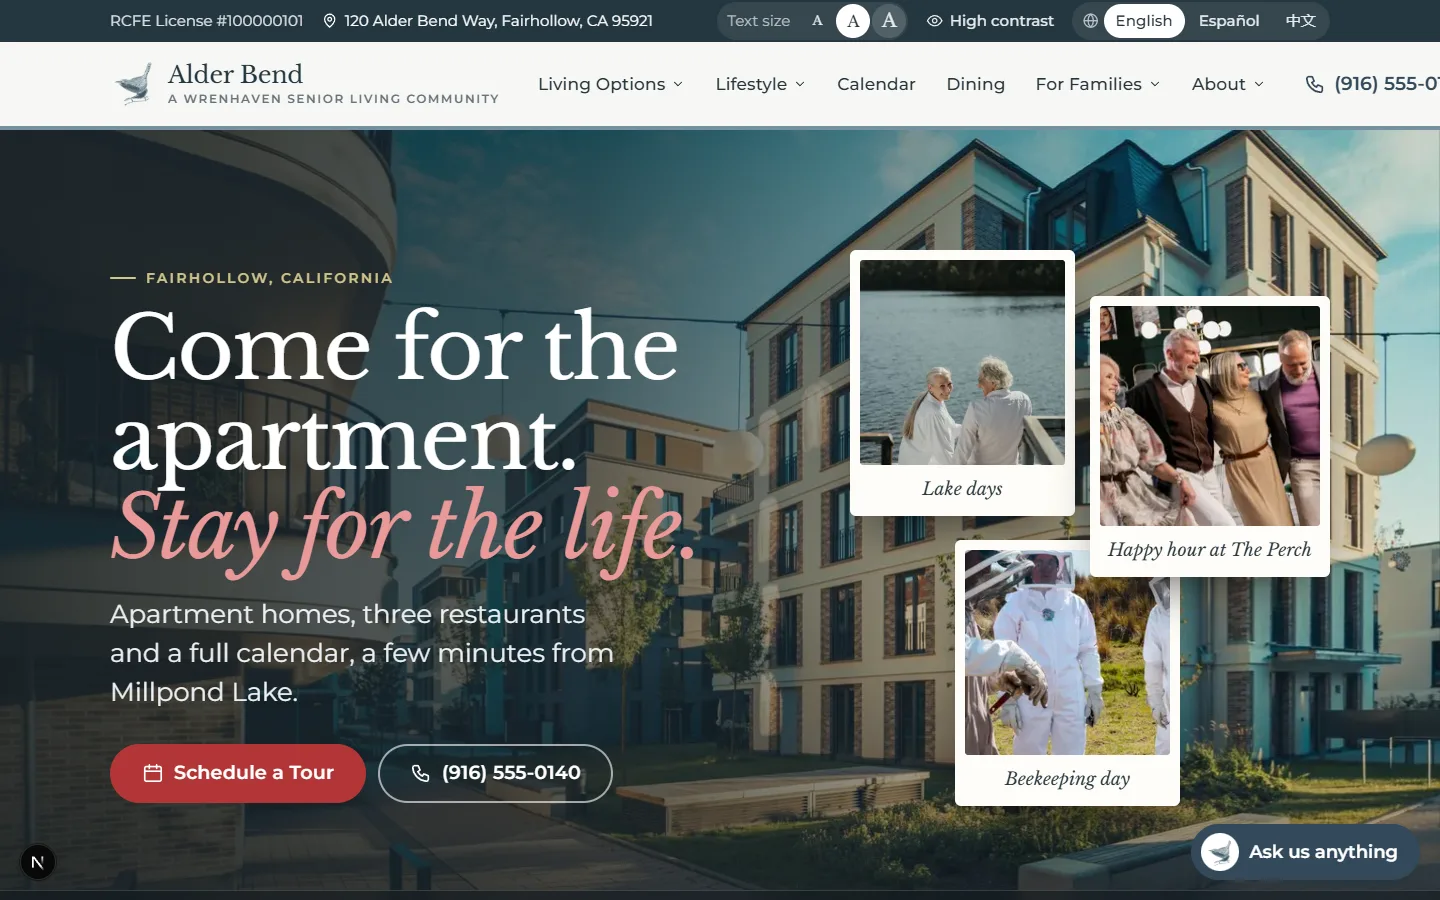 RCFE License #100000101
120 Alder Bend Way, Fairhollow, CA 95921
Text size A A A
High contrast
English Español 中文
Alder Bend
A WRENHAVEN SENIOR LIVING COMMUNITY
Living Options Lifestyle Calendar Dining For Families About (916) 555-01
FAIRHOLLOW, CALIFORNIA
Come for the
apartment.
Stay for the life.
Apartment homes, three restaurants
and a full calendar, a few minutes from
Millpond Lake.
Schedule a Tour
(916) 555-0140
Lake days
Happy hour at The Perch
Beekeeping day
N
Ask us anything